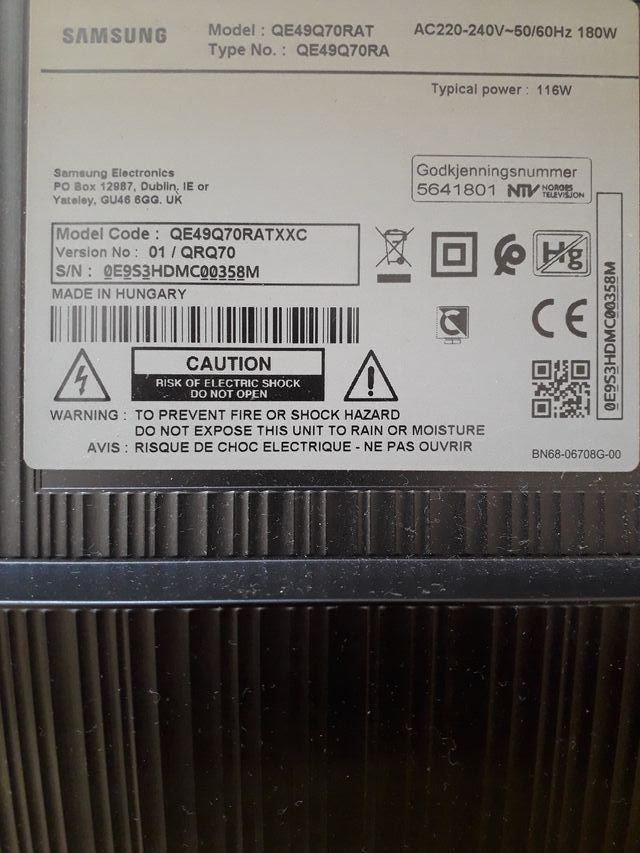 SAMSUNG
Model : QE49Q70RAT
Type No. : QE49Q70RA
AC220-240V~50/60Hz 180W
Typical power : 116W
Samsung Electronics
PO Box 12987, Dublin. IE or
Yateley, GU46 6GG. UK
Godkjenningsnummer
5641801 NTV NORGES
TELEVISJON
Model Code : QE49Q70RATXXC
Version No : 01 / QRQ70
S/N : 0E9S3HDMC00358M
MADE IN HUNGARY
Hg
CE
0E9S3HDMC00358M
CAUTION
RISK OF ELECTRIC SHOCK
DO NOT OPEN
WARNING : TO PREVENT FIRE OR SHOCK HAZARD
DO NOT EXPOSE THIS UNIT TO RAIN OR MOISTURE
AVIS : RISQUE DE CHOC ELECTRIQUE - NE PAS OUVRIR
BN68-06708G-00